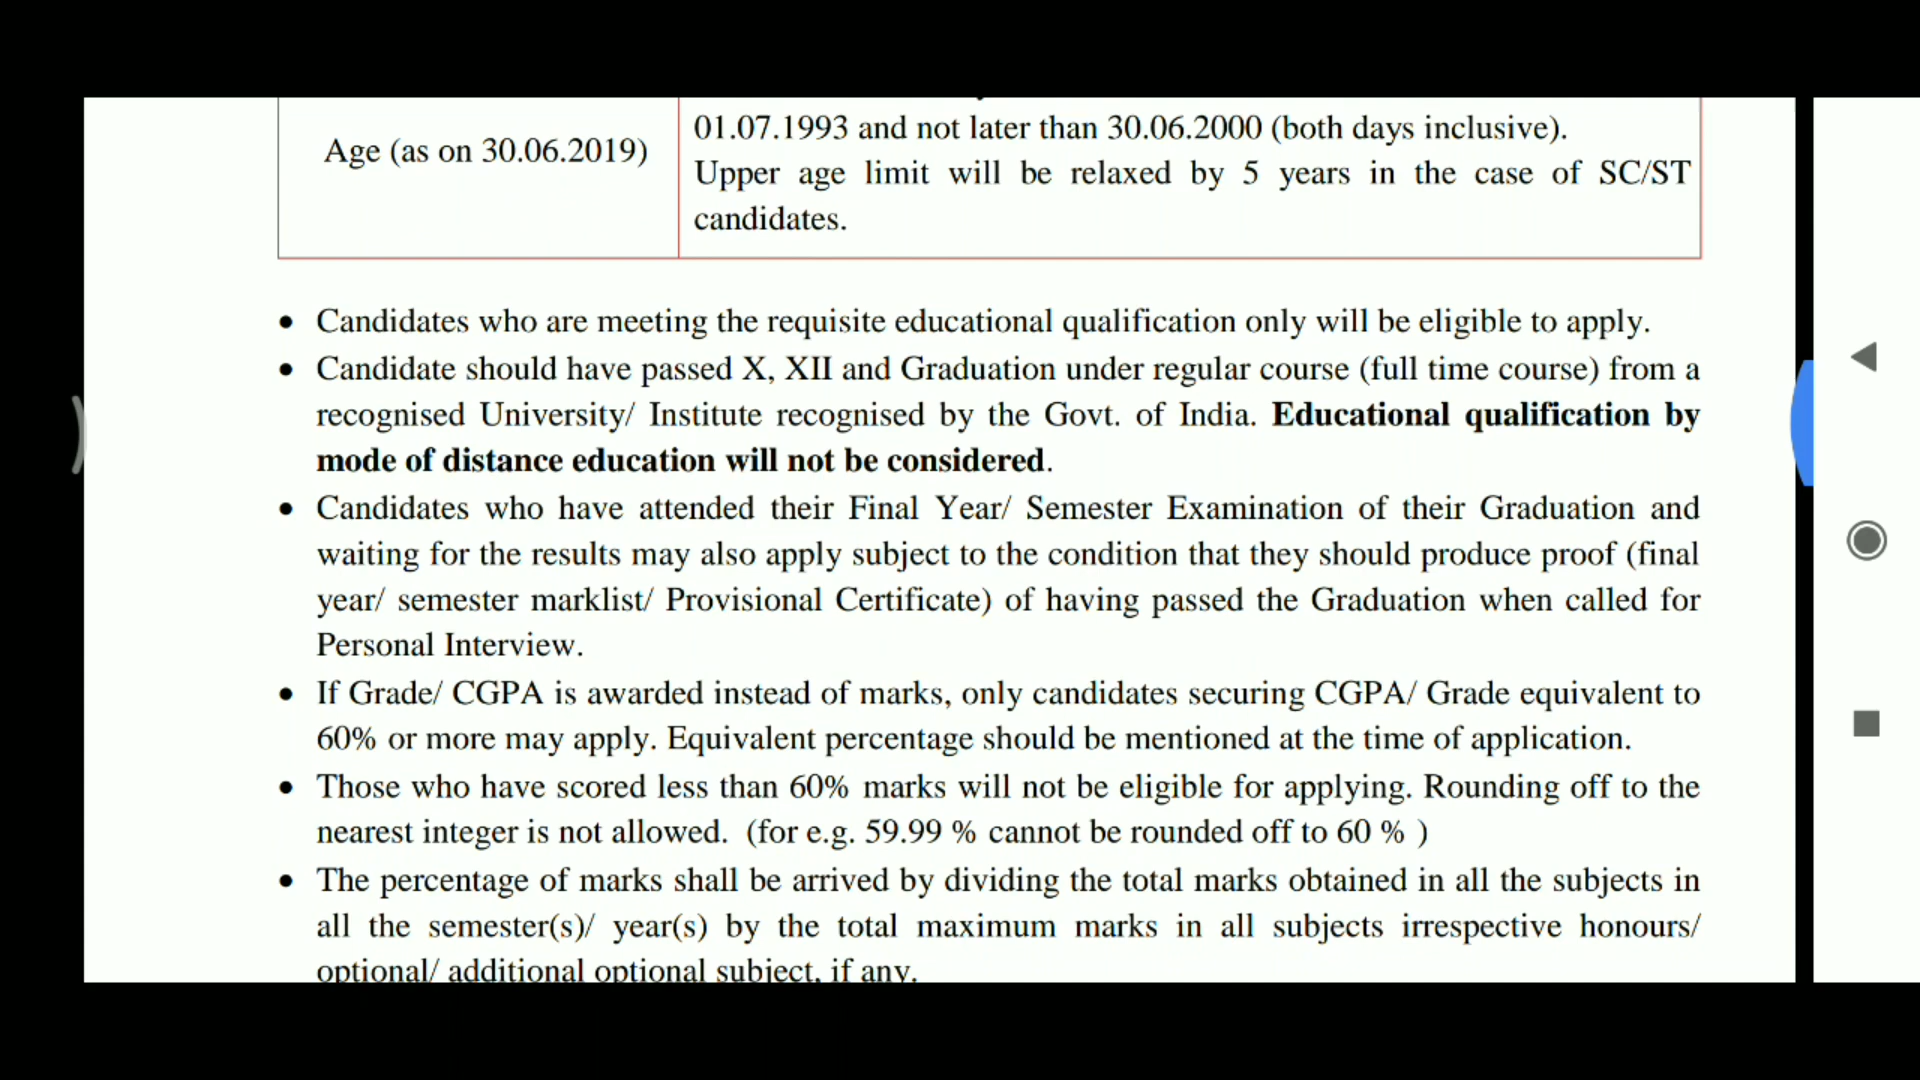 01.07.1993 and not later than 30.06.2000 (both days inclusive).
Age (as on 30.06.2019)
Upper age limit will be relaxed by 5 years in the case of SC/ST
candidates.
• Candidates who are meeting the requisite educational qualification only will be eligible to apply.
• Candidate should have passed X, XII and Graduation under regular course (full time course) from a
recognised University/ Institute recognised by the Govt. of India. Educational qualification by
mode of distance education will not be considered.
• Candidates who have attended their Final Year/ Semester Examination of their Graduation and
waiting for the results may also apply subject to the condition that they should produce proof (final
year/ semester marklist/ Provisional Certificate) of having passed the Graduation when called for
Personal Interview.
• If Grade/ CGPA is awarded instead of marks, only candidates securing CGPA/ Grade equivalent to
60% or more may apply. Equivalent percentage should be mentioned at the time of application.
• Those who have scored less than 60% marks will not be eligible for applying. Rounding off to the
nearest integer is not allowed. (for e.g. 59.99 % cannot be rounded off to 60 % )
• The percentage of marks shall be arrived by dividing the total marks obtained in all the subjects in
all the semester(s)/ year(s) by the total maximum marks in all subjects irrespective honours/
optional/ additional optional subject, if any.